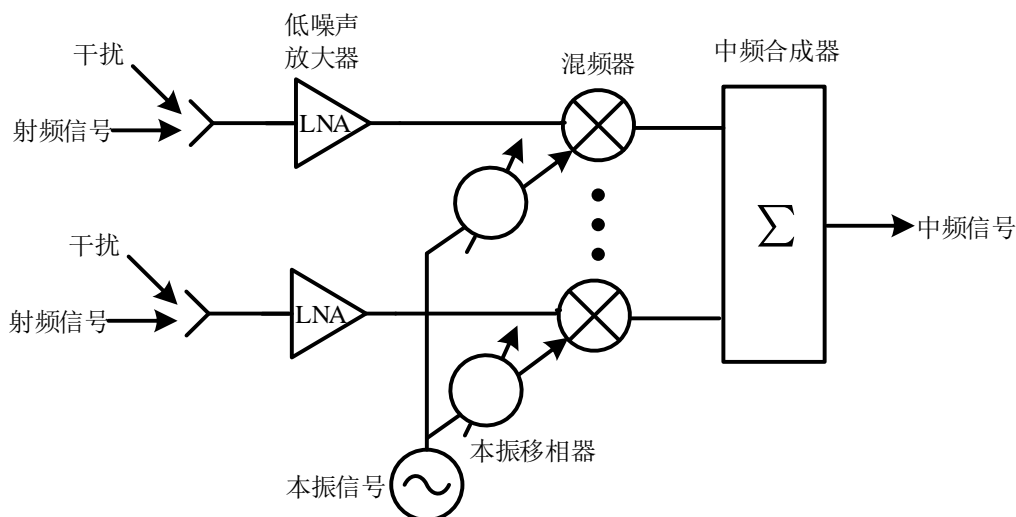 低噪声
放大器
干扰
射频信号
LNA
混频器
中频合成器
Σ
中频信号
干扰
射频信号
LNA
本振移相器
本振信号